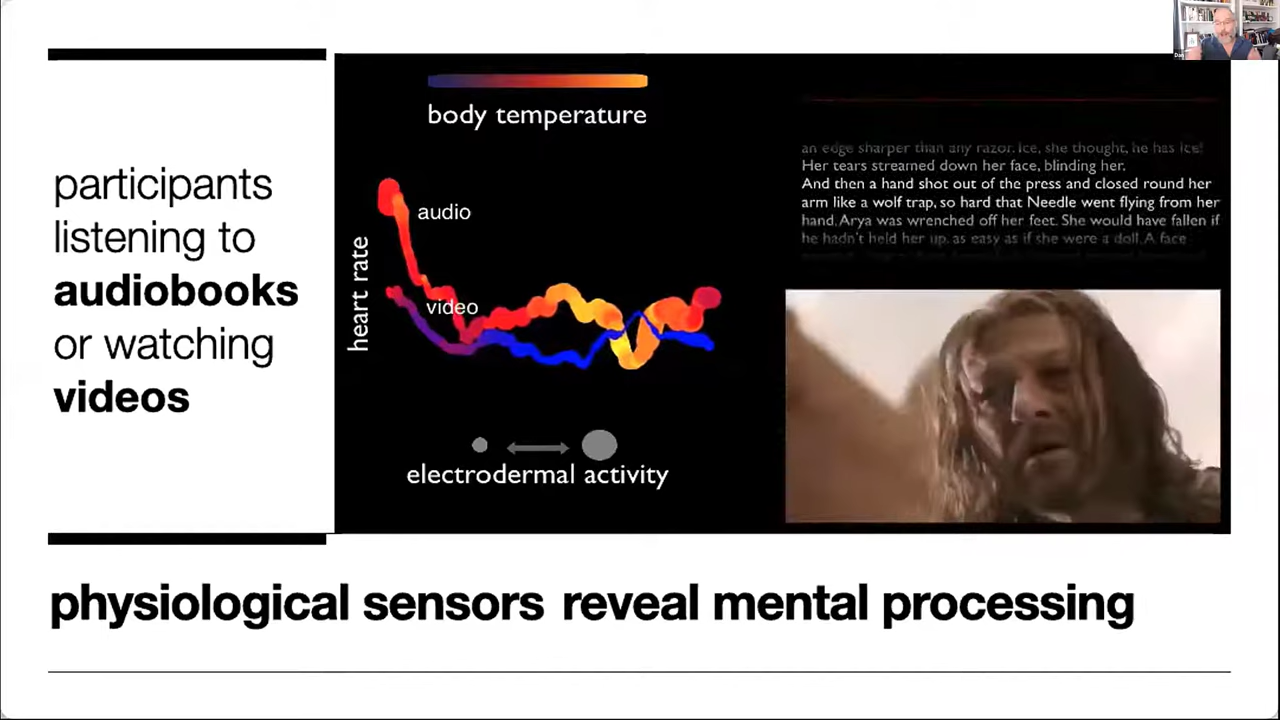 participants
listening to
audiobooks
or watching
videos
body temperature
audio
video
heart rate
electrodermal activity
an edge sharper than any razor. Ice, she thought, he has Ice!
Her tears streamed down her face, blinding her.
And then a hand shot out of the press and closed round her
arm like a wolf trap, so hard that Needle went flying from her
hand. Arya was wrenched off her feet. She would have fallen if
he hadn't held her up, as easy as if she were a doll. A face
physiological sensors reveal mental processing